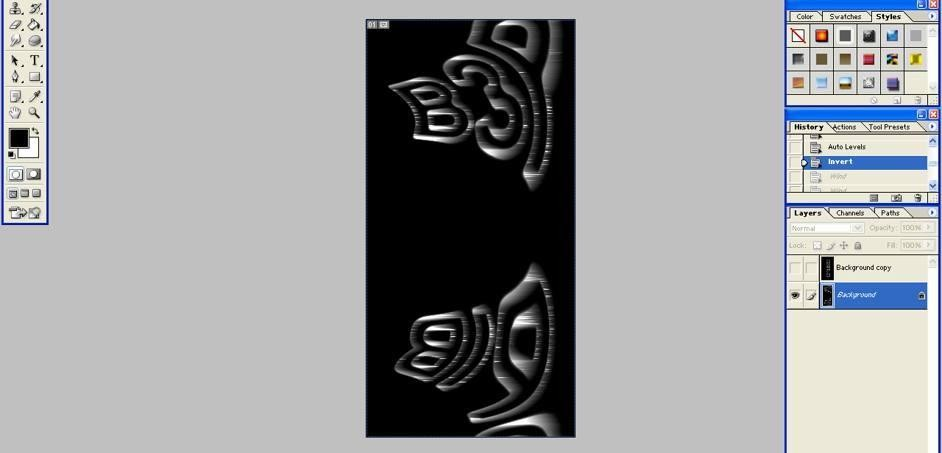 Color Swatches Styles
01
T
History Actions Tool Presets
Auto Levels
Invert
Wind
Wind
Layers Channels Paths
Normal Opacity: 100%
Lock: Fill: 100%
Background copy
Background